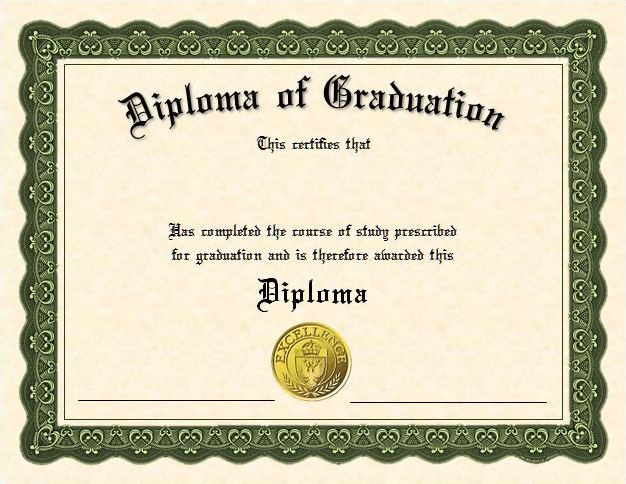 Diploma of Graduation
This certifies that
Has completed the course of study prescribed
for graduation and is therefore awarded this
Diploma
EXCELLENCE